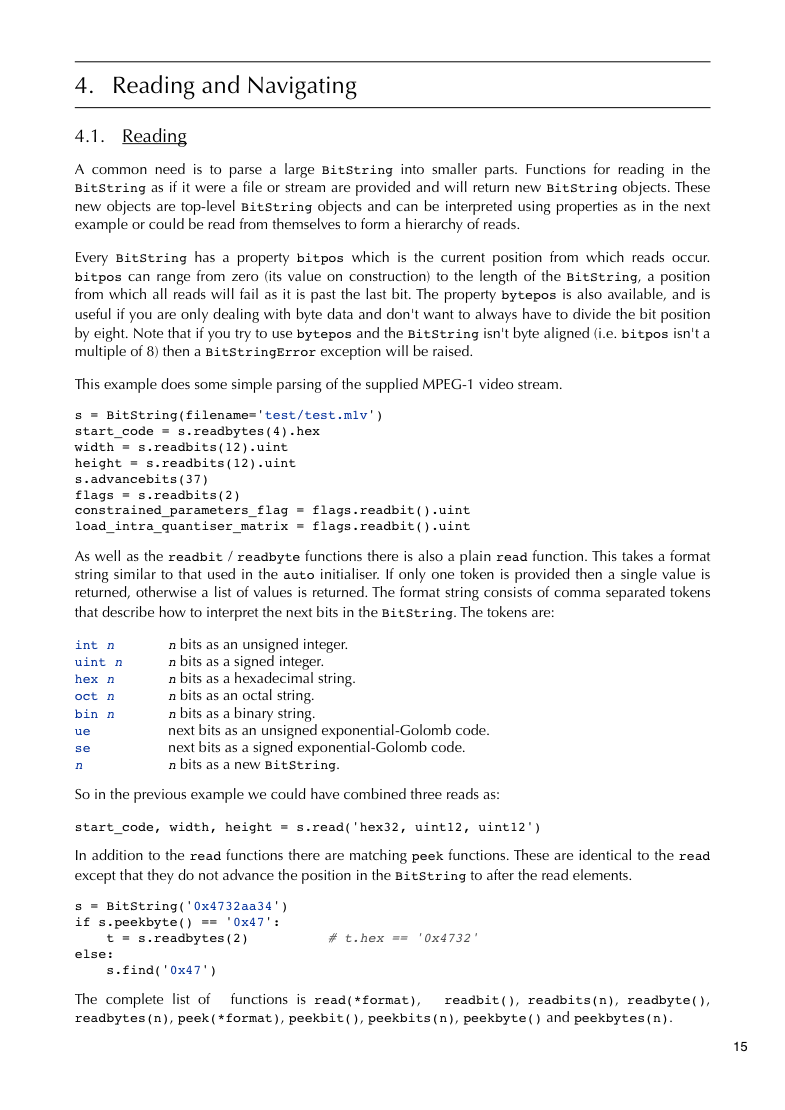 4. Reading and Navigating
4.1. Reading
A common need is to parse a large BitString into smaller parts. Functions for reading in the
BitString as if it were a file or stream are provided and will return new BitString objects. These
new objects are top-level BitString objects and can be interpreted using properties as in the next
example or could be read from themselves to form a hierarchy of reads.
Every BitString has a property bitpos which is the current position from which reads occur.
bitpos can range from zero (its value on construction) to the length of the BitString, a position
from which all reads will fail as it is past the last bit. The property bytepos is also available, and is
useful if you are only dealing with byte data and don't want to always have to divide the bit position
by eight. Note that if you try to use bytepos and the BitString isn't byte aligned (i.e. bitpos isn't a
multiple of 8) then a BitStringError exception will be raised.
This example does some simple parsing of the supplied MPEG-1 video stream.
s = BitString(filename='test/test.m1v')
start_code = s.readbytes(4).hex
width = s.readbits(12).uint
height = s.readbits(12).uint
s.advancebits(37)
flags = s.readbits(2)
constrained_parameters_flag = flags.readbit().uint
load_intra_quantiser_matrix = flags.readbit().uint
As well as the readbit / readbyte functions there is also a plain read function. This takes a format
string similar to that used in the auto initialiser. If only one token is provided then a single value is
returned, otherwise a list of values is returned. The format string consists of comma separated tokens
that describe how to interpret the next bits in the BitString. The tokens are:
int n n bits as an unsigned integer.
uint n n bits as a signed integer.
hex n n bits as a hexadecimal string.
oct n n bits as an octal string.
bin n n bits as a binary string.
ue next bits as an unsigned exponential-Golomb code.
se next bits as a signed exponential-Golomb code.
n n bits as a new BitString.
So in the previous example we could have combined three reads as:
start_code, width, height = s.read('hex32, uint12, uint12')
In addition to the read functions there are matching peek functions. These are identical to the read
except that they do not advance the position in the BitString to after the read elements.
s = BitString('0x4732aa34')
if s.peekbyte() == '0x47':
    t = s.readbytes(2) # t.hex == '0x4732'
else:
    s.find('0x47')
The complete list of functions is read(*format), readbit(), readbits(n), readbyte(),
readbytes(n), peek(*format), peekbit(), peekbits(n), peekbyte() and peekbytes(n).
15